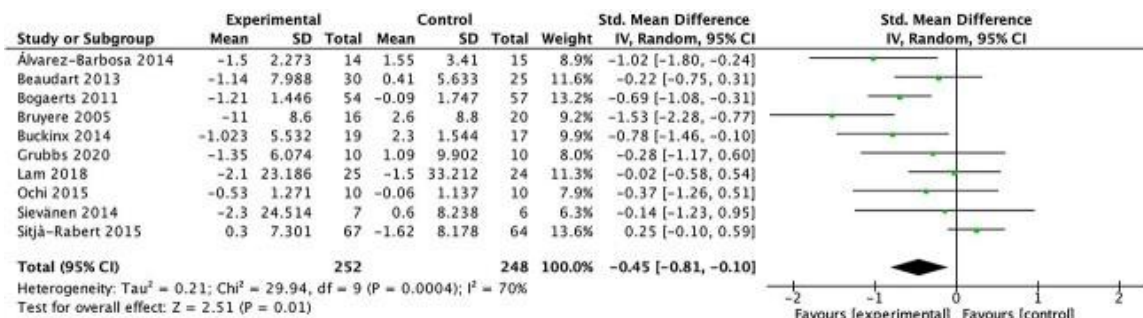 Experimental Control Std. Mean Difference Std. Mean Difference
Study or Subgroup Mean SD Total Mean SD Total Weight IV, Random, 95% CI IV, Random, 95% CI
Álvarez-Barbosa 2014 -1.5 2.273 14 1.55 3.41 15 8.9% -1.02 [-1.80, -0.24]
Beaudart 2013 -1.14 7.988 30 0.41 5.633 25 11.6% -0.22 [-0.75, 0.31]
Bogaerts 2011 -1.21 1.446 54 -0.09 1.747 57 13.2% -0.69 [-1.08, -0.31]
Bruyere 2005 -11 8.6 16 2.6 8.8 20 9.2% -1.53 [-2.28, -0.77]
Buckinx 2014 -1.023 5.532 19 2.3 1.544 17 9.9% -0.78 [-1.46, -0.10]
Grubbs 2020 -1.35 6.074 10 1.09 9.902 10 8.0% -0.28 [-1.17, 0.60]
Lam 2018 -2.1 23.186 25 -1.5 33.212 24 11.3% -0.02 [-0.58, 0.54]
Ochi 2015 -0.53 1.271 10 -0.06 1.137 10 7.9% -0.37 [-1.26, 0.51]
Sievänen 2014 -2.3 24.514 7 0.6 8.238 6 6.3% -0.14 [-1.23, 0.95]
Sitjà-Rabert 2015 0.3 7.301 67 -1.62 8.178 64 13.6% 0.25 [-0.10, 0.59]
Total (95% CI) 252 248 100.0% -0.45 [-0.81, -0.10]
Heterogeneity: Tau² = 0.21; Chi² = 29.94, df = 9 (P = 0.0004); I² = 70%
Test for overall effect: Z = 2.51 (P = 0.01)
-2 -1 0 1 2
Favours [experimental] Favours [control]